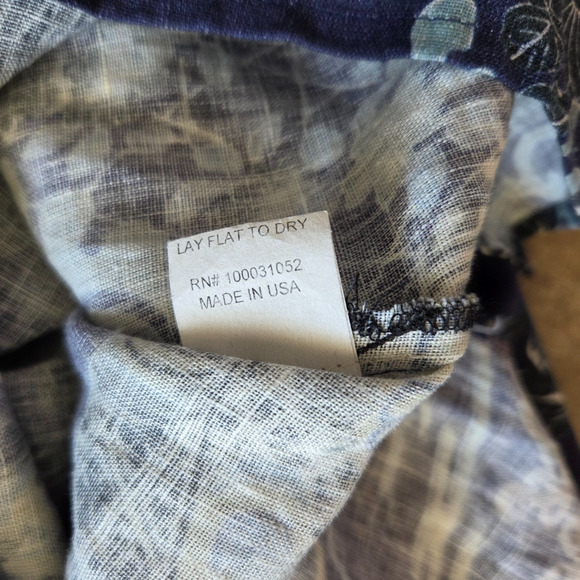 LAY FLAT TO DRY
RN# 100031052
MADE IN USA